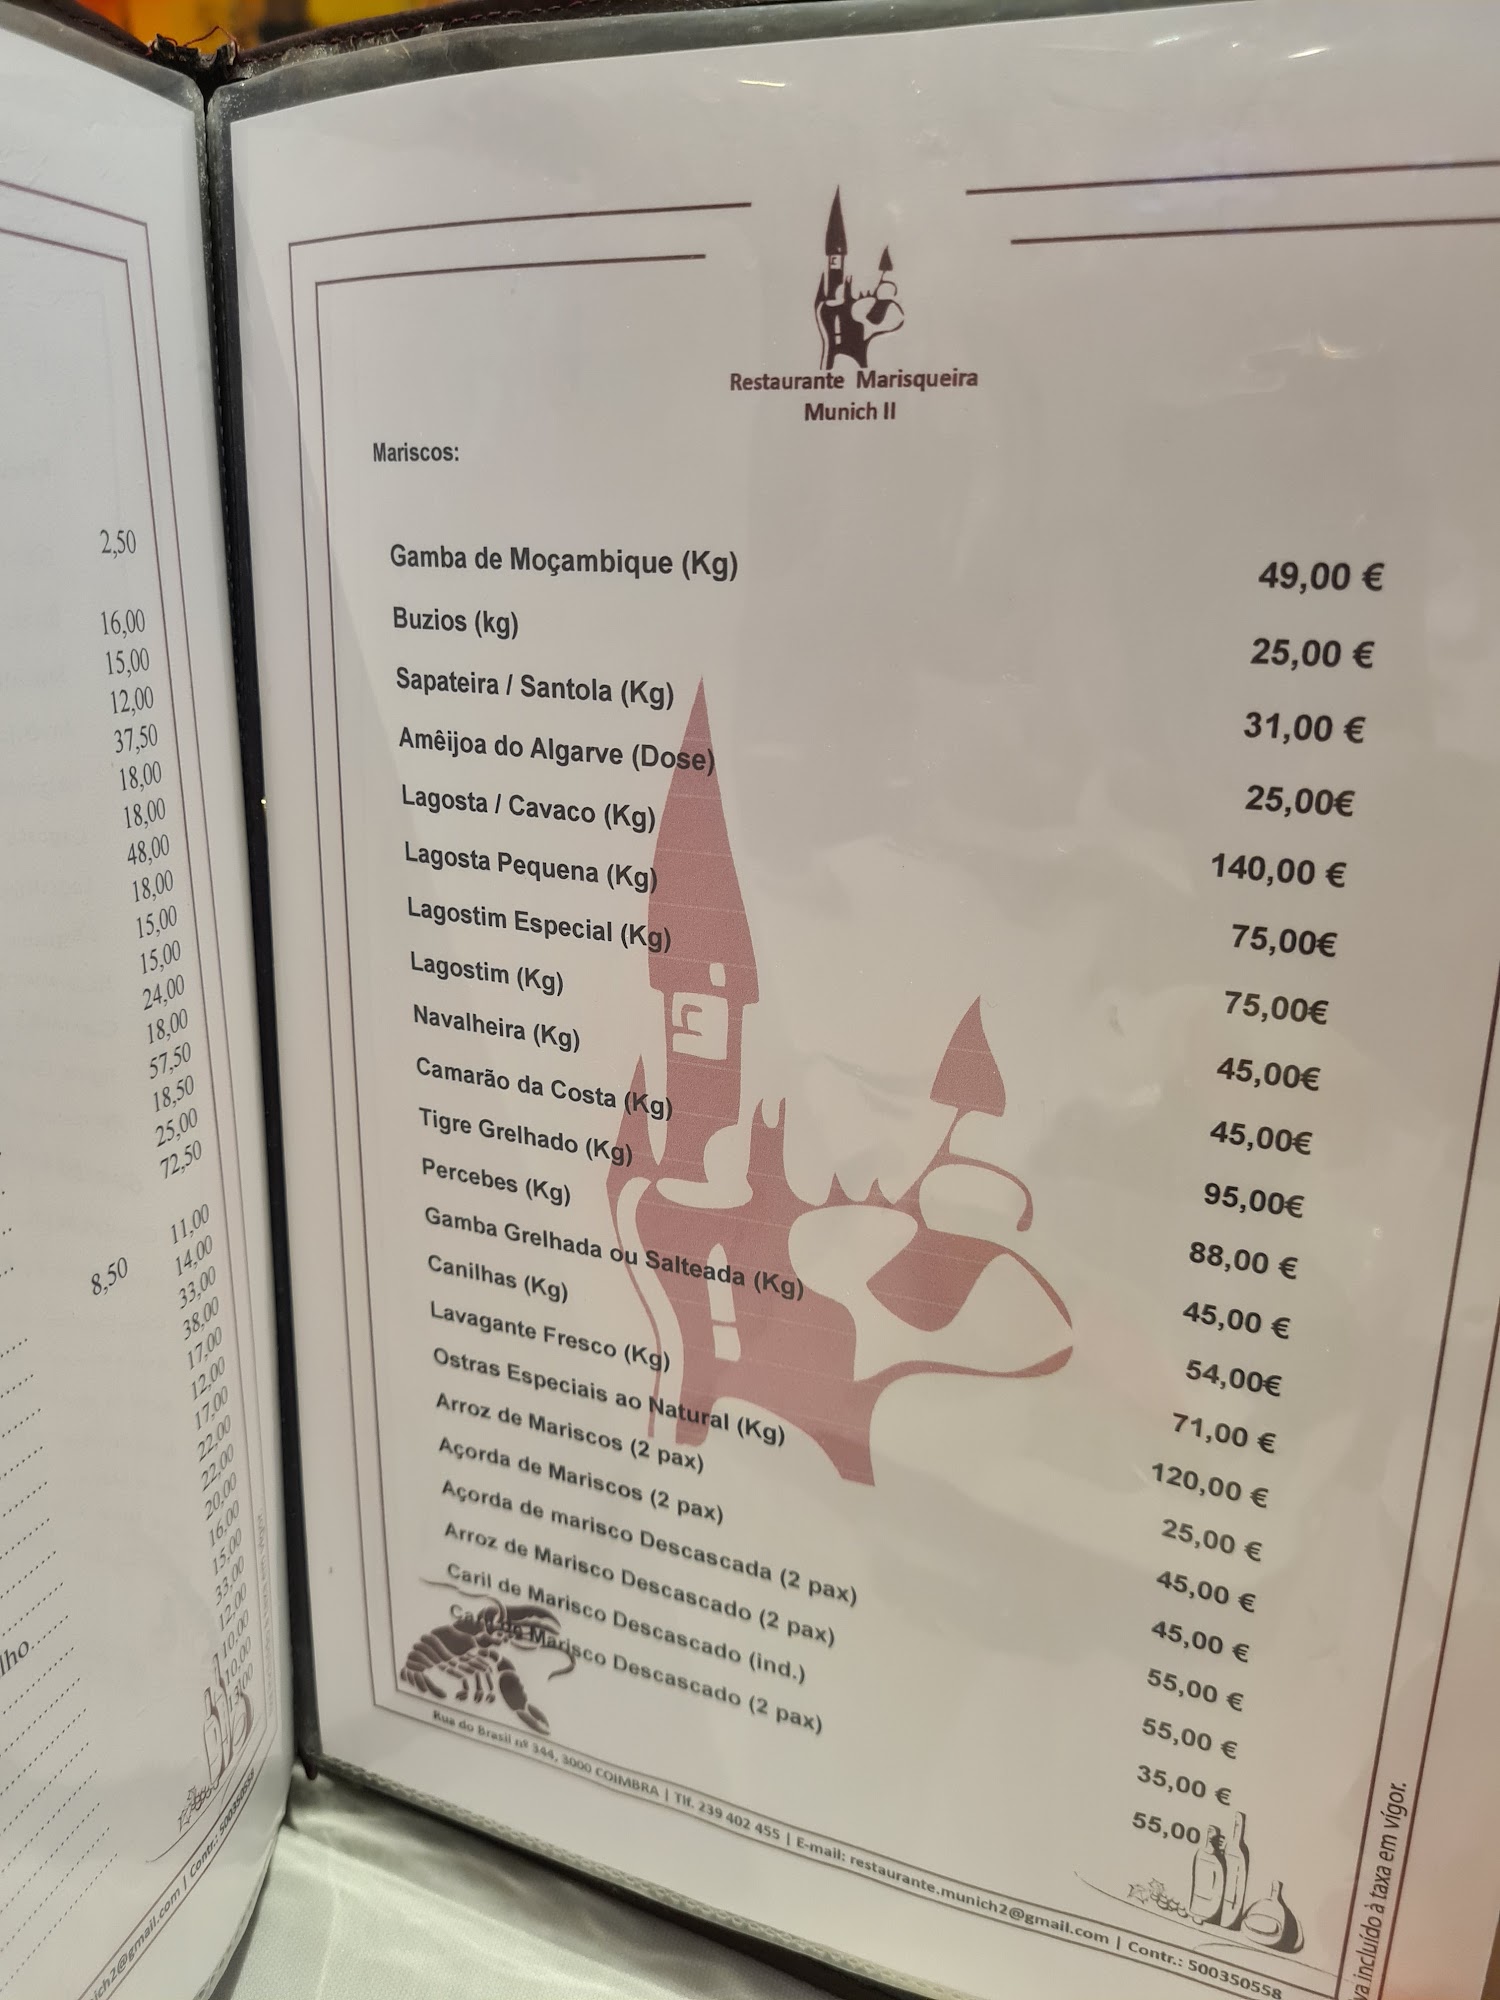 2,50
16,00
15,00
12,00
37,50
18,00
18,00
48,00
18,00
15,00
15,00
24,00
18,00
57,50
18,50
25,00
72,50
11,00
8,50 14,00
33,00
38,00
17,00
12,00
17,00
22,00
22,00
20,00
16,00
15,00
33,00
12,00
10,00
10,00
13,00
lho
nich2@gmail.com | Contr.: 500350558
Restaurante Marisqueira
Munich II
Mariscos:
Gamba de Moçambique (Kg) 49,00 €
Buzios (kg) 25,00 €
Sapateira / Santola (Kg) 31,00 €
Amêijoa do Algarve (Dose) 25,00€
Lagosta / Cavaco (Kg) 140,00 €
Lagosta Pequena (Kg) 75,00€
Lagostim Especial (Kg) 75,00€
Lagostim (Kg) 45,00€
Navalheira (Kg) 45,00€
Camarão da Costa (Kg) 95,00€
Tigre Grelhado (Kg) 88,00 €
Percebes (Kg) 45,00 €
Gamba Grelhada ou Salteada (Kg) 54,00€
Canilhas (Kg) 71,00 €
Lavagante Fresco (Kg) 120,00 €
Ostras Especiais ao Natural (Kg) 25,00 €
Arroz de Mariscos (2 pax) 45,00 €
Açorda de Mariscos (2 pax) 45,00 €
Açorda de marisco Descascada (2 pax) 55,00 €
Arroz de Marisco Descascado (2 pax) 55,00 €
Caril de Marisco Descascado (ind.) 35,00 €
Caril de Marisco Descascado (2 pax) 55,00 €
Rua do Brasil nº 344, 3000 COIMBRA | Tlf. 239 402 455 | E-mail: restaurante.munich2@gmail.com | Contr.: 500350558
va incluído à taxa em vígor.